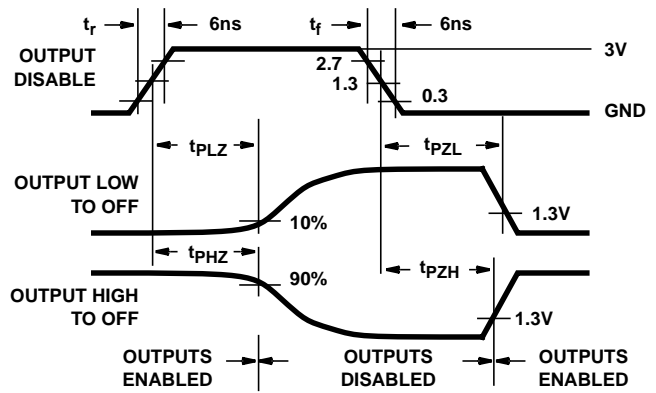 tr 6ns tf 6ns
OUTPUT
DISABLE
3V
2.7
1.3
0.3
GND
tPLZ tPZL
OUTPUT LOW
TO OFF
10%
1.3V
tPHZ tPZH
90%
OUTPUT HIGH
TO OFF
1.3V
OUTPUTS
ENABLED
OUTPUTS
DISABLED
OUTPUTS
ENABLED